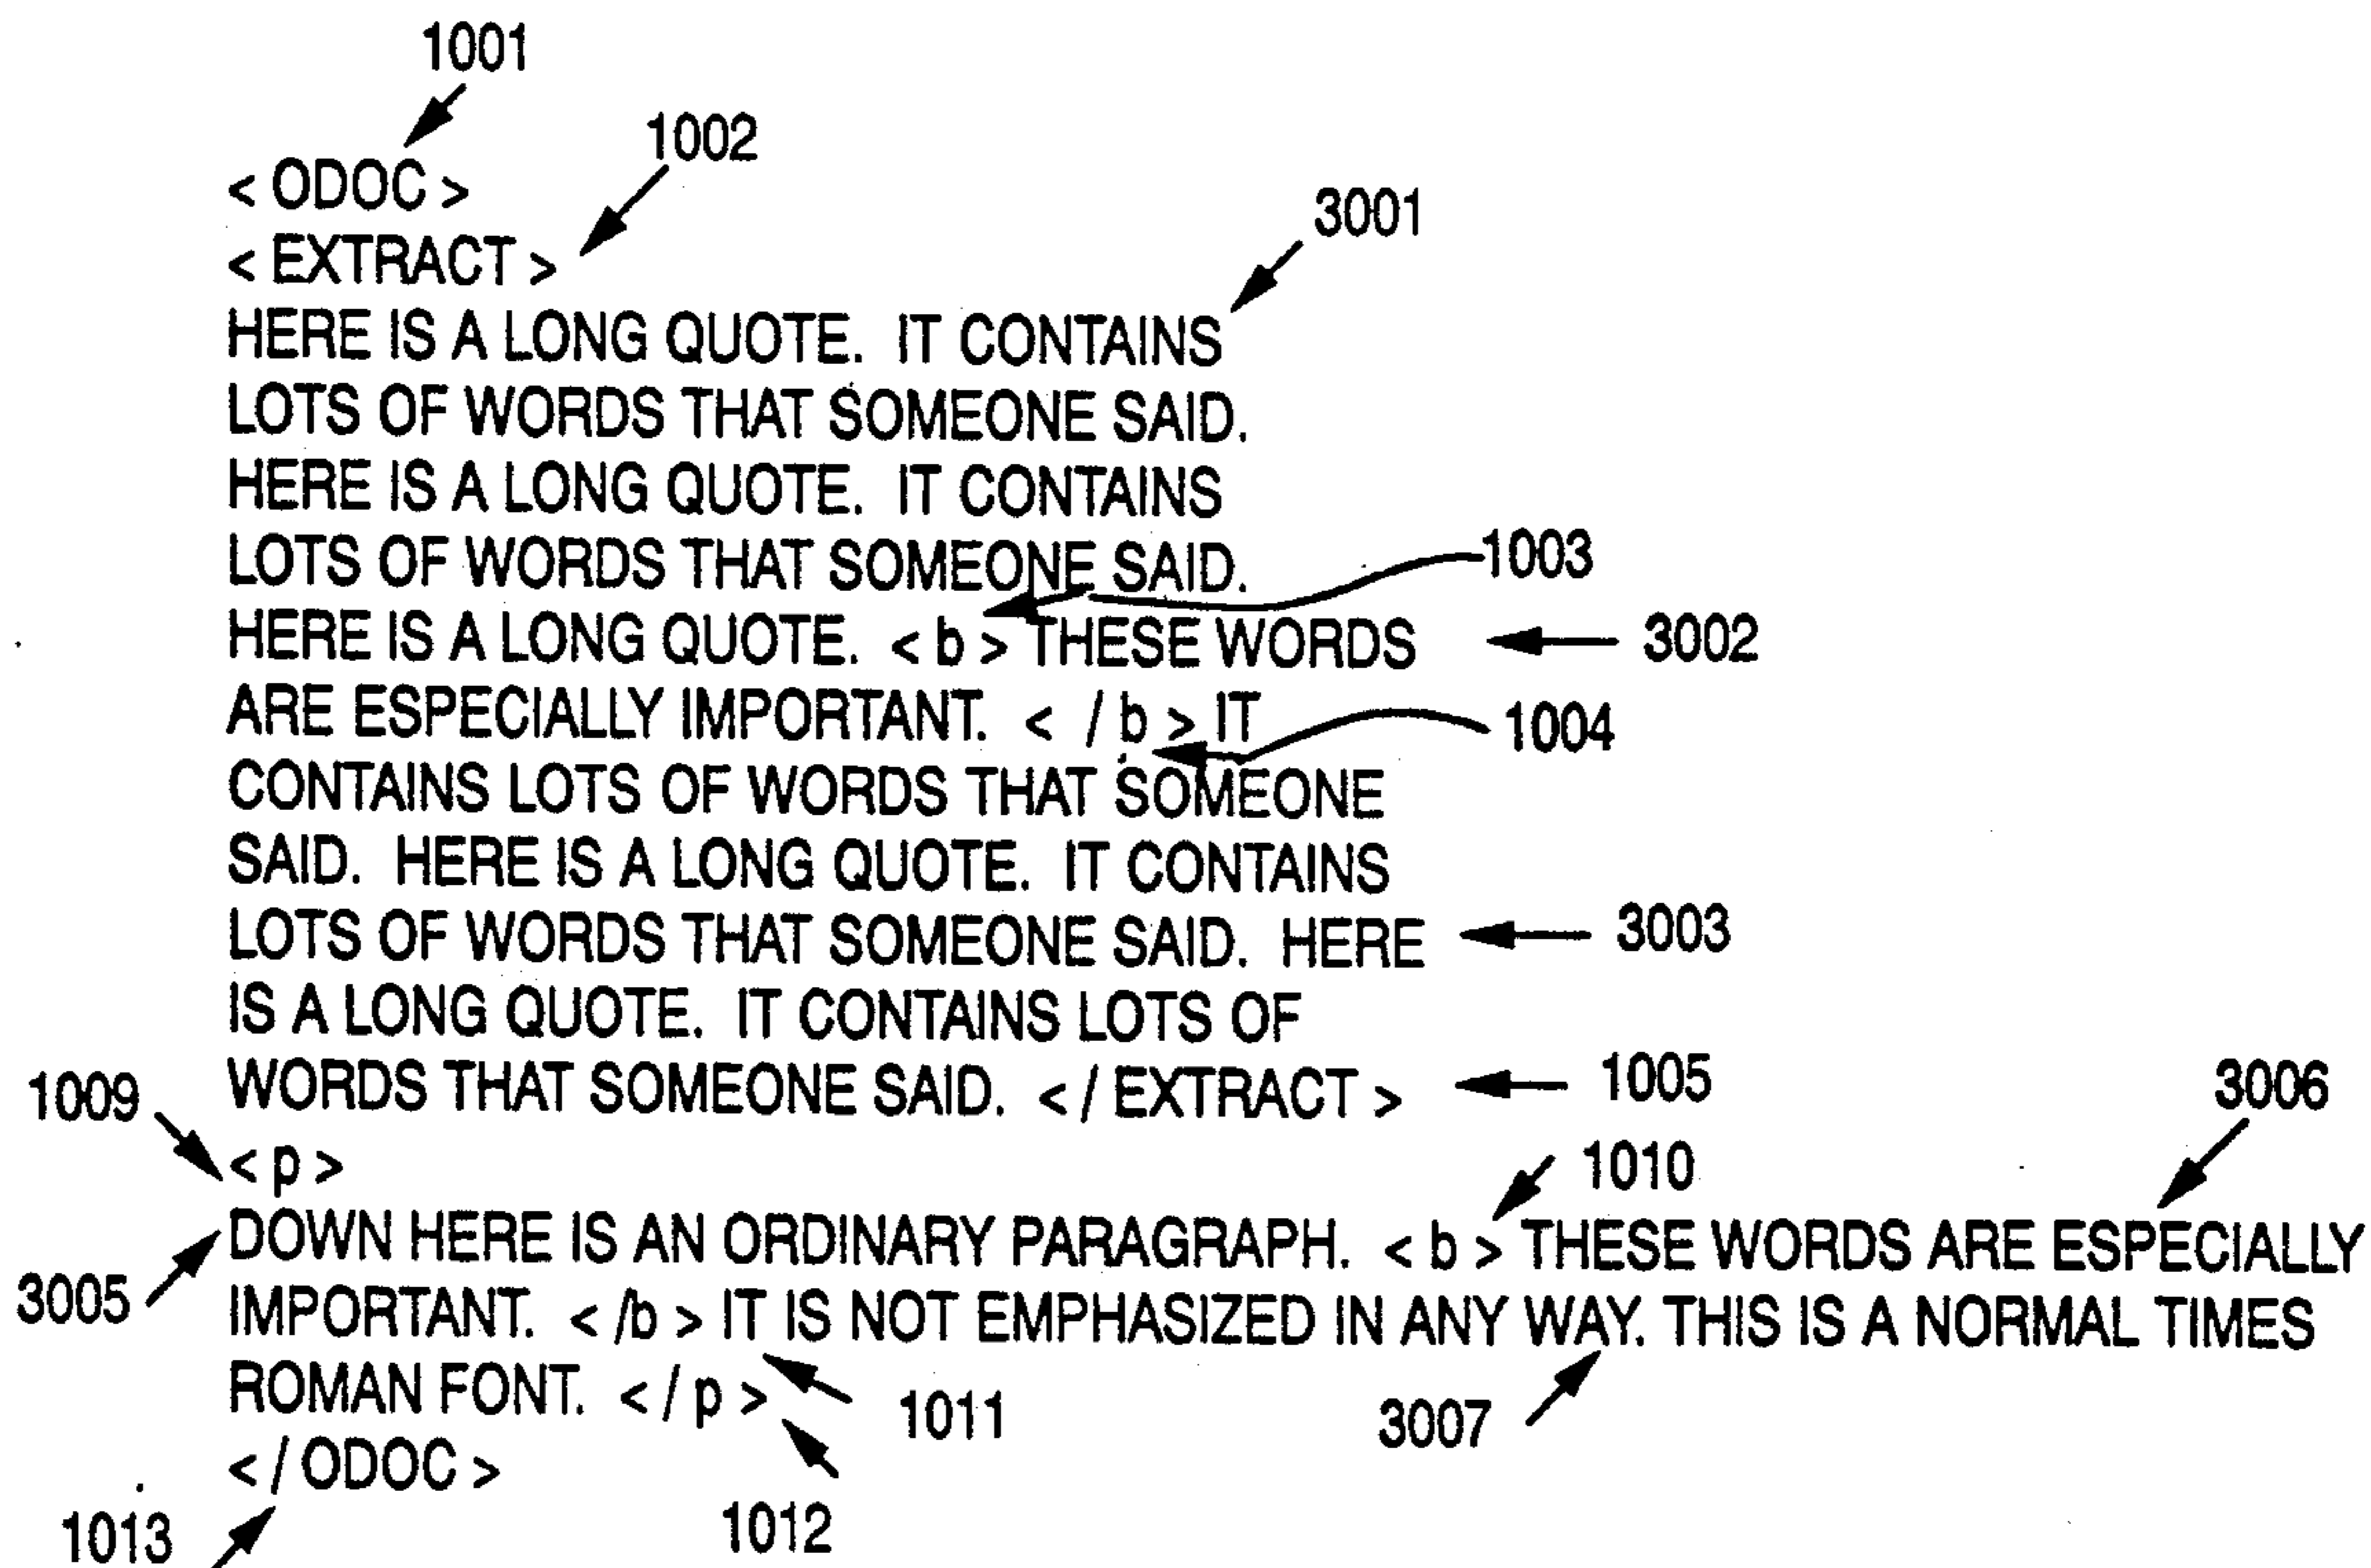 1001
1002
< ODOC >
3001
< EXTRACT >
HERE IS A LONG QUOTE. IT CONTAINS
LOTS OF WORDS THAT SOMEONE SAID.
HERE IS A LONG QUOTE. IT CONTAINS
LOTS OF WORDS THAT SOMEONE SAID. 1003
HERE IS A LONG QUOTE. < b > THESE WORDS 3002
ARE ESPECIALLY IMPORTANT. < / b > IT 1004
CONTAINS LOTS OF WORDS THAT SOMEONE
SAID. HERE IS A LONG QUOTE. IT CONTAINS
LOTS OF WORDS THAT SOMEONE SAID. HERE 3003
IS A LONG QUOTE. IT CONTAINS LOTS OF
1009 WORDS THAT SOMEONE SAID. < / EXTRACT > 1005 3006
< p > 1010
DOWN HERE IS AN ORDINARY PARAGRAPH. < b > THESE WORDS ARE ESPECIALLY
3005 IMPORTANT. < /b > IT IS NOT EMPHASIZED IN ANY WAY. THIS IS A NORMAL TIMES
ROMAN FONT. < / p > 1011 3007
< / ODOC >
1013 1012